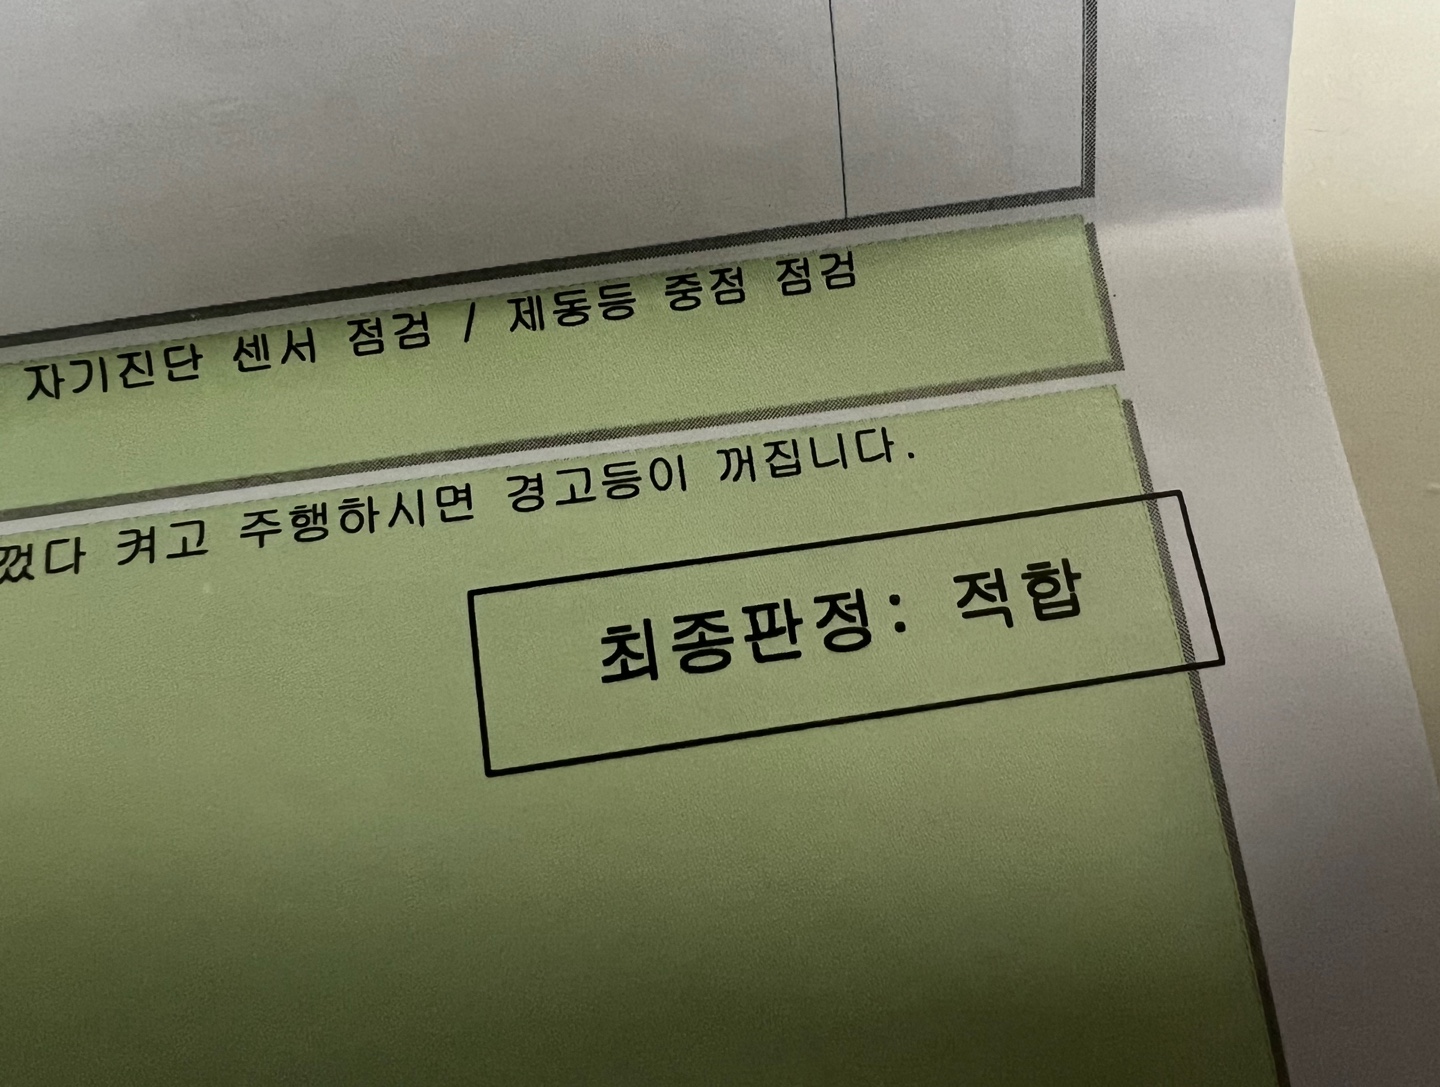 자기진단 센서 점검 / 제동등 중점 점검
껐다 켜고 주행하시면 경고등이 꺼집니다.
최종판정: 적합